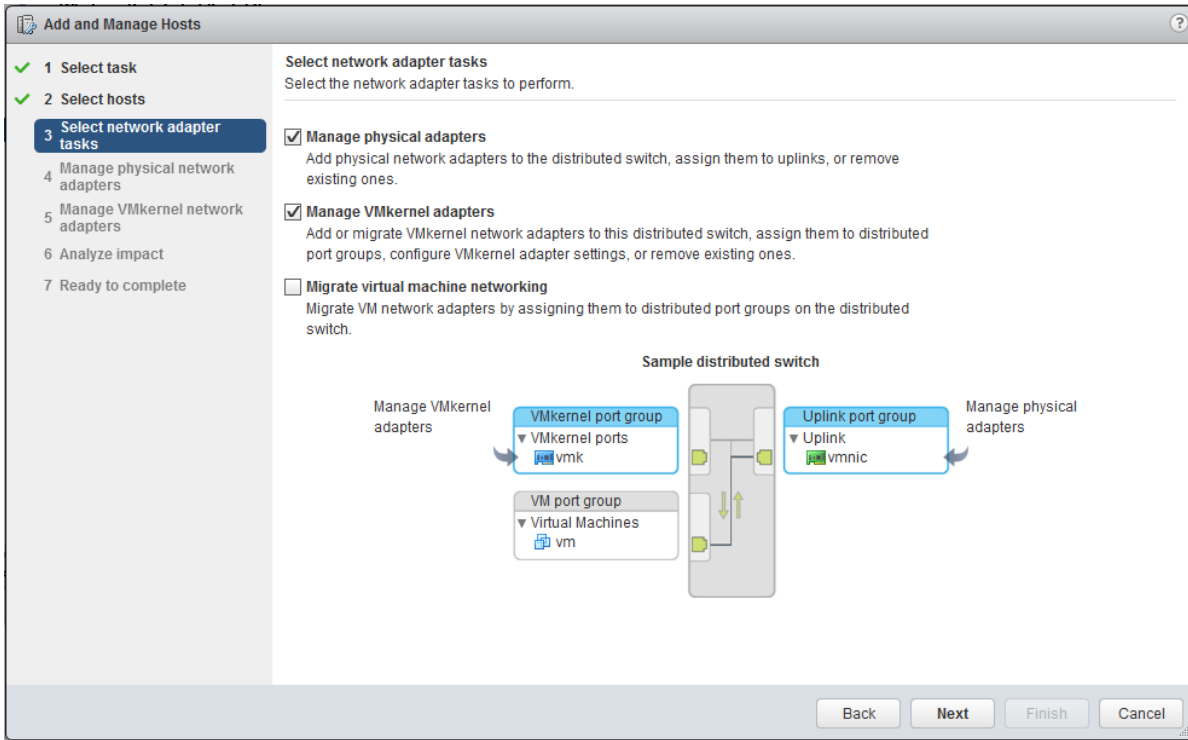 Add and Manage Hosts
?
1 Select task
2 Select hosts
3 Select network adapter
tasks
4 Manage physical network
adapters
5 Manage VMkernel network
adapters
6 Analyze impact
7 Ready to complete
Select network adapter tasks
Select the network adapter tasks to perform.
Manage physical adapters
Add physical network adapters to the distributed switch, assign them to uplinks, or remove
existing ones.
Manage VMkernel adapters
Add or migrate VMkernel network adapters to this distributed switch, assign them to distributed
port groups, configure VMkernel adapter settings, or remove existing ones.
Migrate virtual machine networking
Migrate VM network adapters by assigning them to distributed port groups on the distributed
switch.
Sample distributed switch
Manage VMkernel
adapters
VMkernel port group
VMkernel ports
vmk
VM port group
Virtual Machines
vm
Uplink port group
Uplink
vmnic
Manage physical
adapters
Back
Next
Finish
Cancel